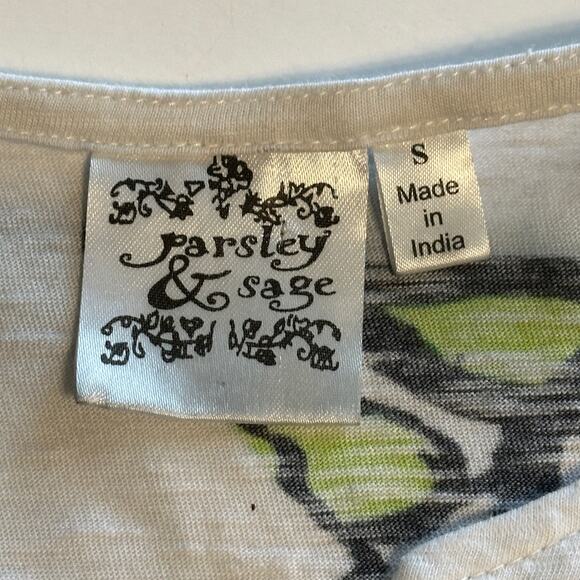 parsley
& sage
S
Made
in
India